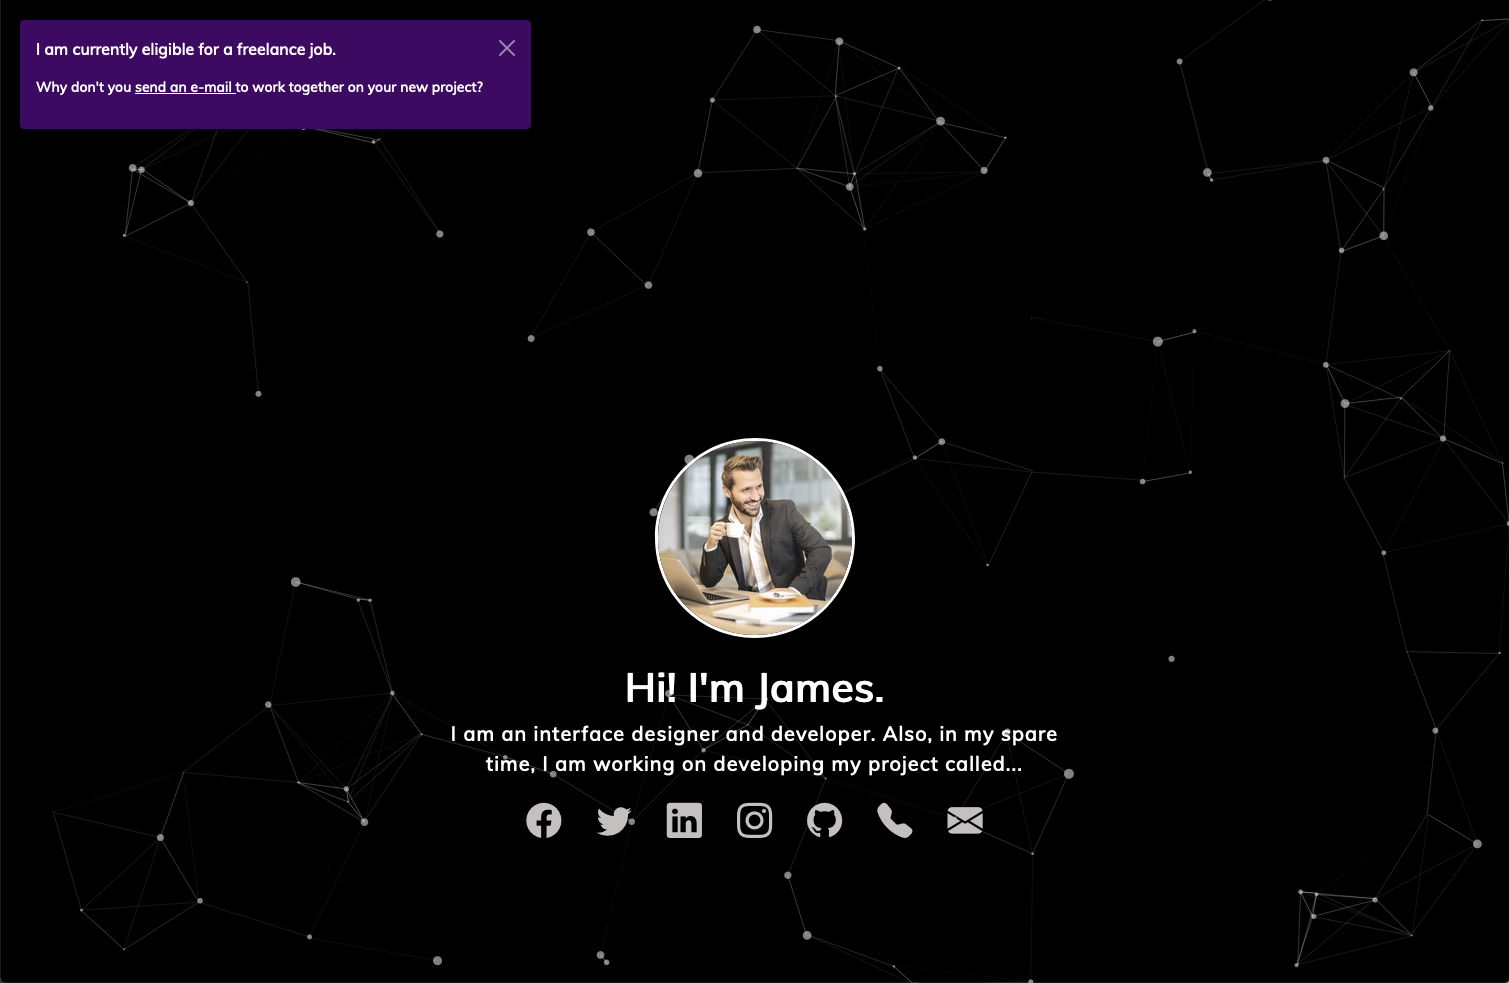 I am currently eligible for a freelance job.
Why don't you send an e-mail to work together on your new project?
Hi! I'm James.
I am an interface designer and developer. Also, in my spare
time, I am working on developing my project called...